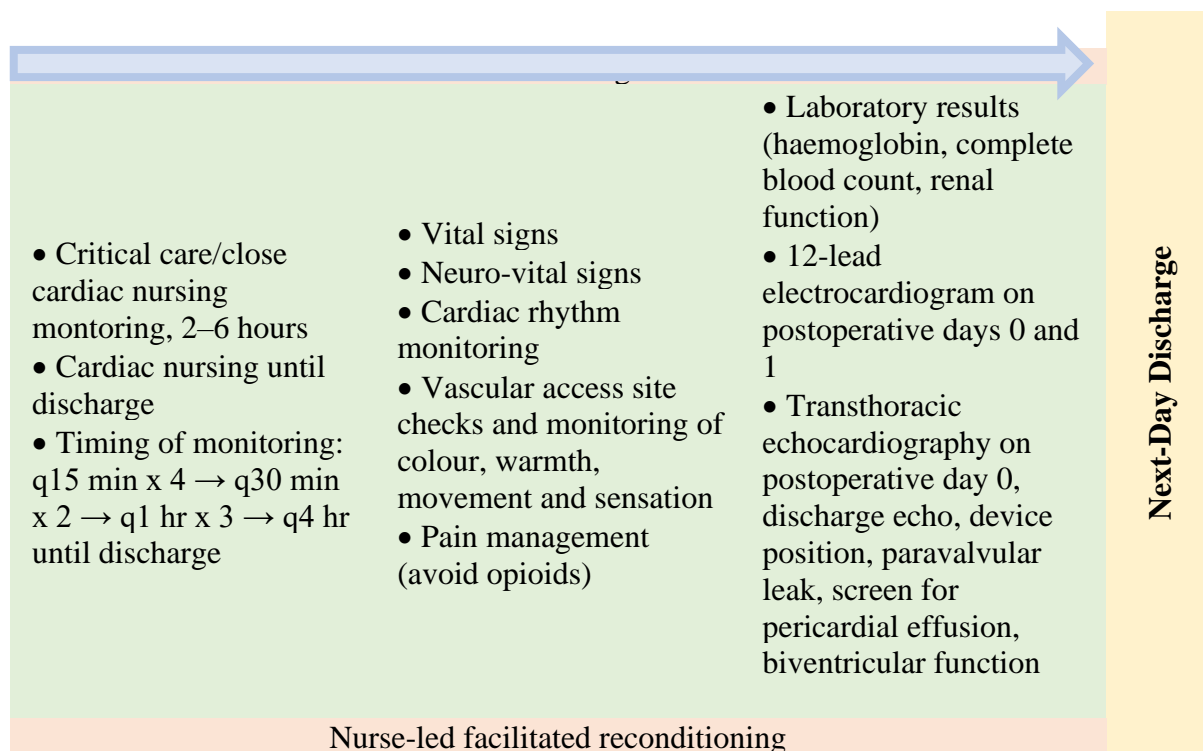 • Critical care/close
cardiac nursing
montoring, 2–6 hours
• Cardiac nursing until
discharge
• Timing of monitoring:
q15 min x 4 → q30 min
x 2 → q1 hr x 3 → q4 hr
until discharge
• Vital signs
• Neuro-vital signs
• Cardiac rhythm
monitoring
• Vascular access site
checks and monitoring of
colour, warmth,
movement and sensation
• Pain management
(avoid opioids)
• Laboratory results
(haemoglobin, complete
blood count, renal
function)
• 12-lead
electrocardiogram on
postoperative days 0 and
1
• Transthoracic
echocardiography on
postoperative day 0,
discharge echo, device
position, paravalvular
leak, screen for
pericardial effusion,
biventricular function
Next-Day Discharge
Nurse-led facilitated reconditioning